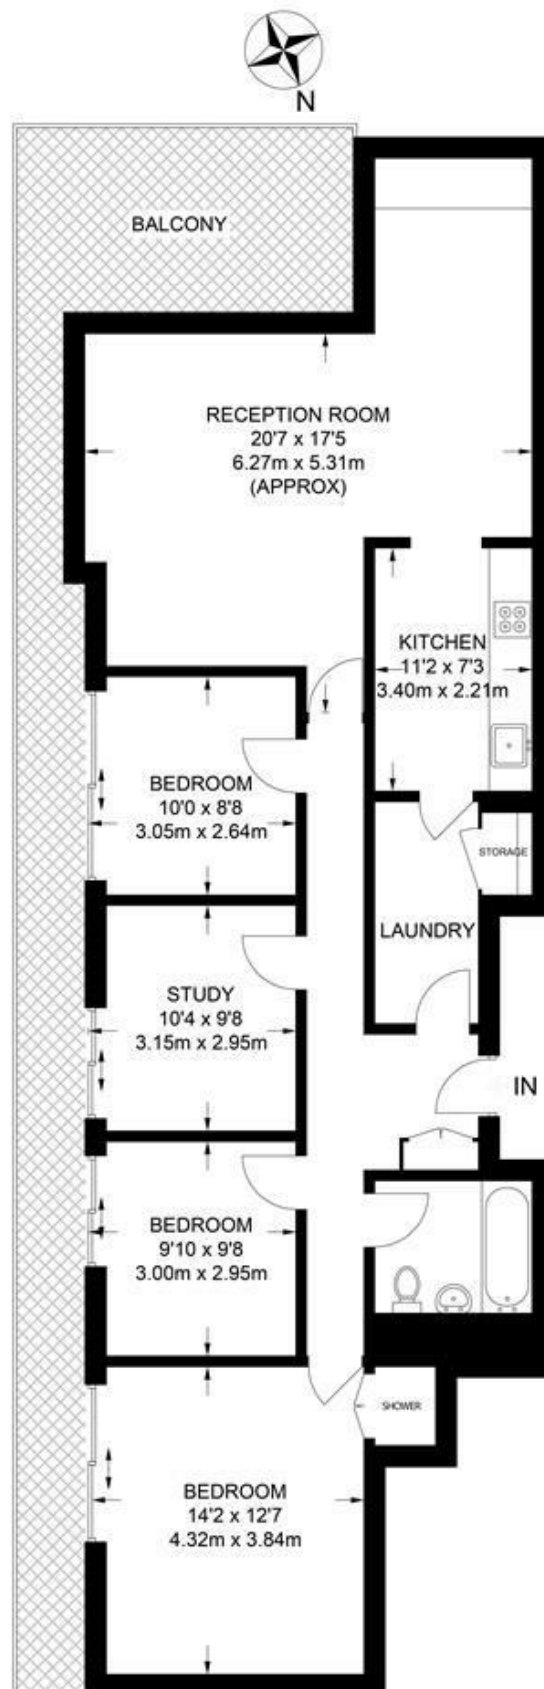 N
BALCONY
RECEPTION ROOM
20'7 x 17'5
6.27m x 5.31m
(APPROX)
KITCHEN
11'2 x 7'3
3.40m x 2.21m
BEDROOM
10'0 x 8'8
3.05m x 2.64m
STORAGE
LAUNDRY
STUDY
10'4 x 9'8
3.15m x 2.95m
IN
BEDROOM
9'10 x 9'8
3.00m x 2.95m
SHOWER
BEDROOM
14'2 x 12'7
4.32m x 3.84m